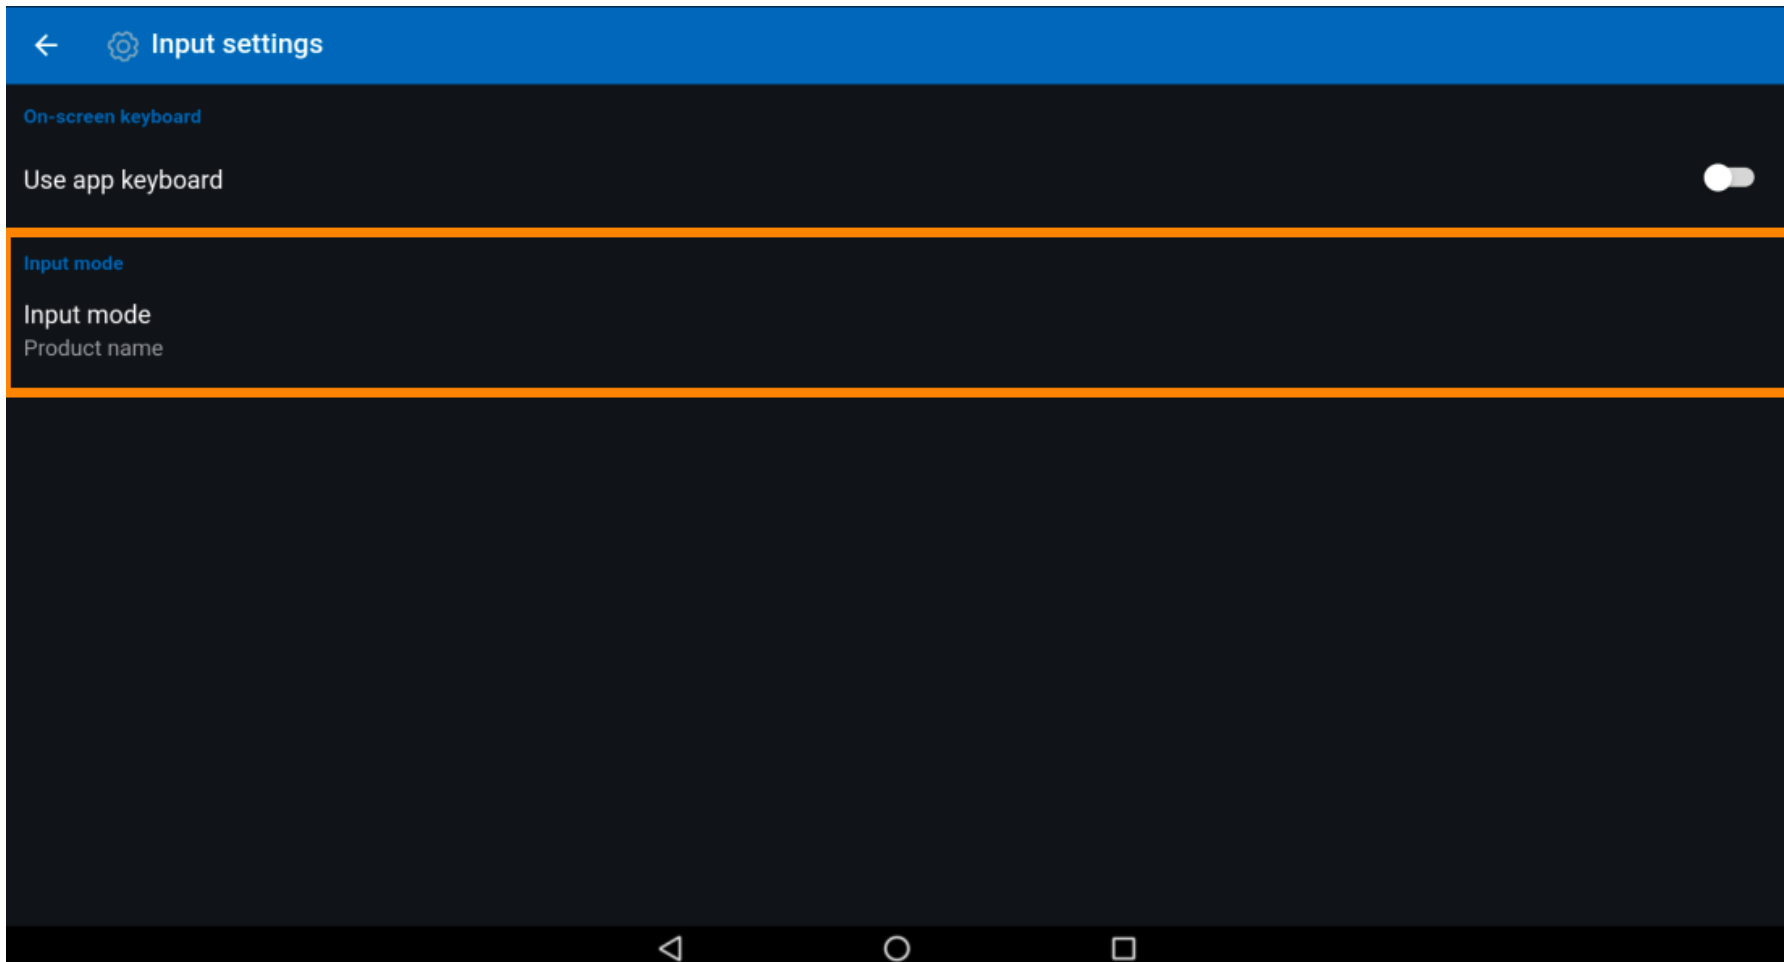 Input settings
On-screen keyboard
Use app keyboard
Input mode
Input mode
Product name